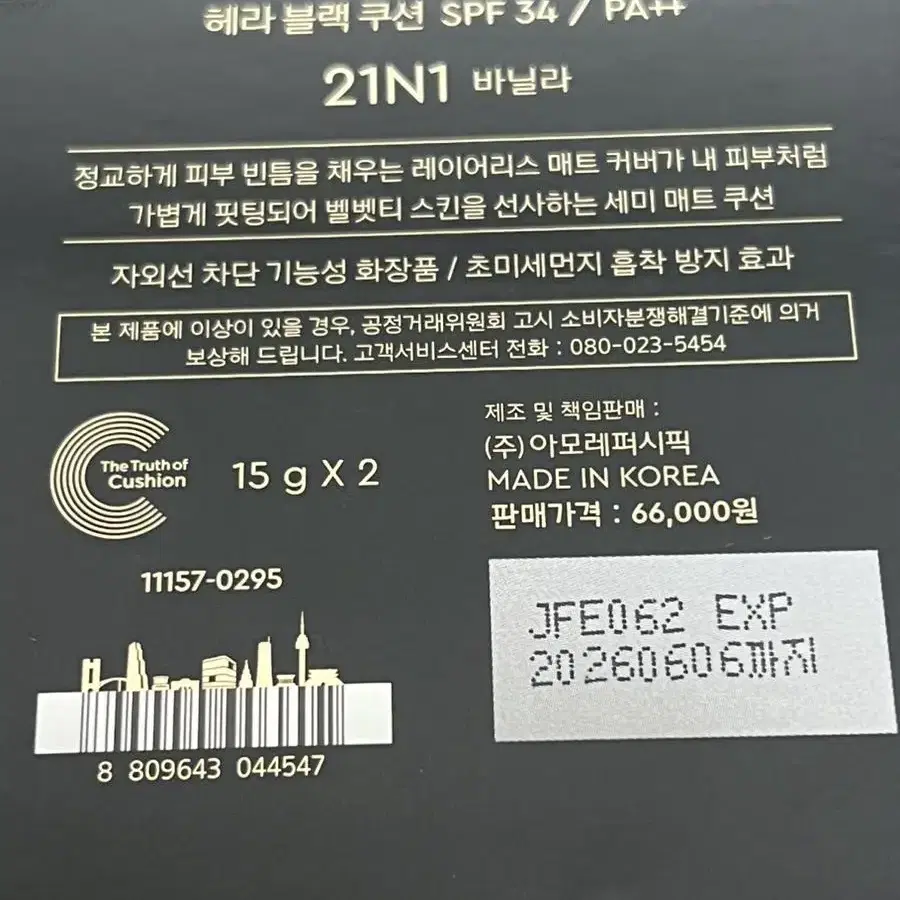 헤라 블랙 쿠션 SPF 34 / PA++
21N1 바닐라
정교하게 피부 빈틈을 채우는 레이어리스 매트 커버가 내 피부처럼
가볍게 핏팅되어 벨벳티 스킨을 선사하는 세미 매트 쿠션
자외선 차단 기능성 화장품 / 초미세먼지 흡착 방지 효과
본 제품에 이상이 있을 경우, 공정거래위원회 고시 소비자분쟁해결기준에 의거
보상해 드립니다. 고객서비스센터 전화 : 080-023-5454
The Truth of
Cushion
15 g X 2
제조 및 책임판매 :
(주)아모레퍼시픽
MADE IN KOREA
판매가격 : 66,000원
11157-0295
JFE062 EXP
20260606까지
8 809643 044547